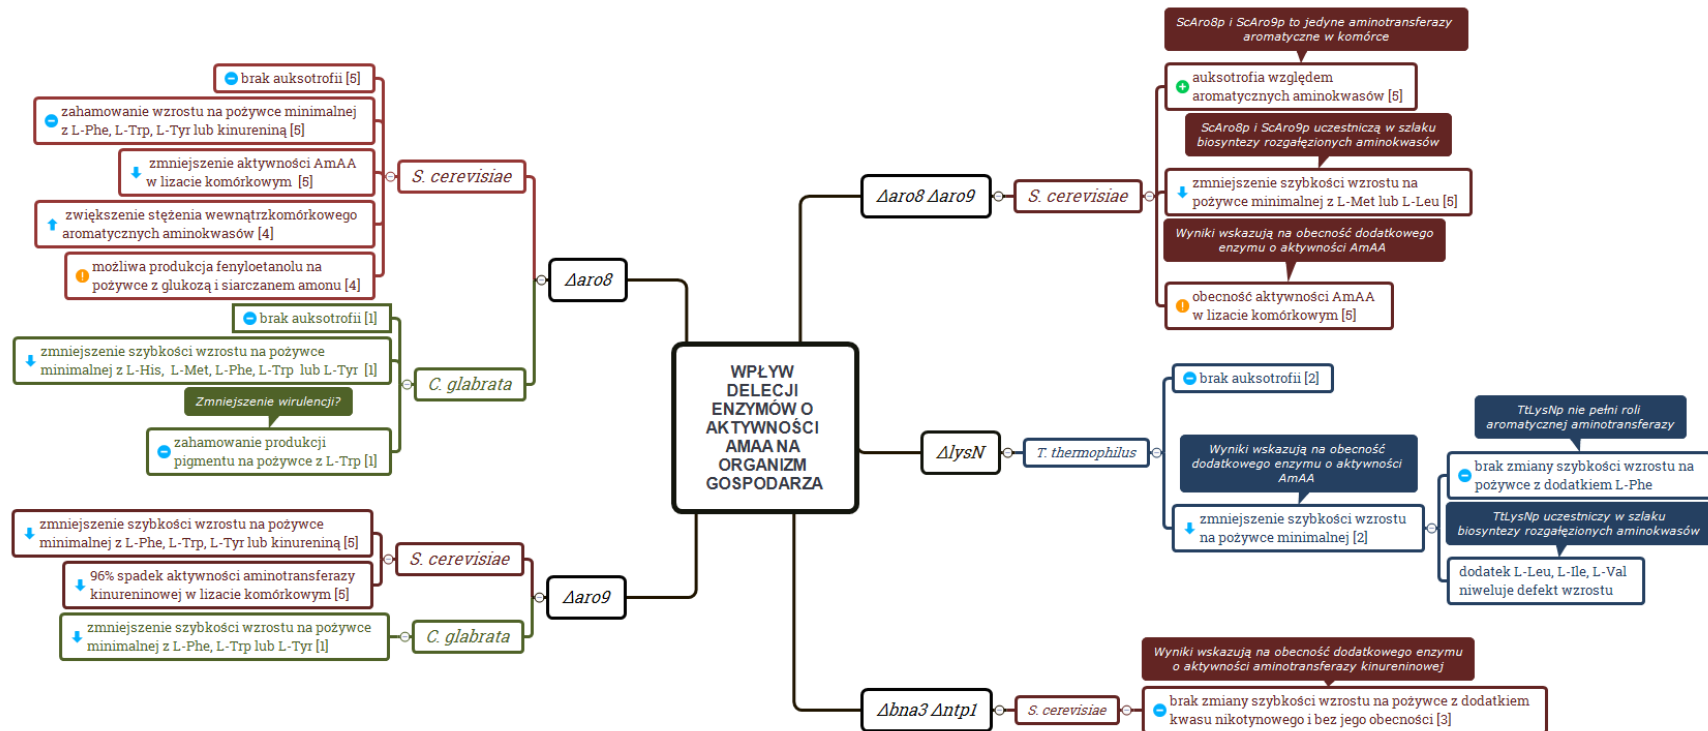 WPŁYW
DELECJI
ENZYMÓW O
AKTYWNOŚCI
AMAA NA
ORGANIZM
GOSPODARZA
Δaro8
S. cerevisiae
brak auksotrofii [5]
zahamowanie wzrostu na pożywce minimalnej
z L-Phe, L-Trp, L-Tyr lub kinureniną [5]
zmniejszenie aktywności AmAA
w lizacie komórkowym [5]
zwiększenie stężenia wewnątrzkomórkowego
aromatycznych aminokwasów [4]
możliwa produkcja fenyloetanolu na
pożywce z glukozą i siarczanem amonu [4]
C. glabrata
brak auksotrofii [1]
zmniejszenie szybkości wzrostu na pożywce
minimalnej z L-His, L-Met, L-Phe, L-Trp lub L-Tyr [1]
Zmniejszenie wirulencji?
zahamowanie produkcji
pigmentu na pożywce z L-Trp [1]
Δaro9
S. cerevisiae
zmniejszenie szybkości wzrostu na pożywce
minimalnej z L-Phe, L-Trp, L-Tyr lub kinureniną [5]
96% spadek aktywności aminotransferazy
kinureninowej w lizacie komórkowym [5]
C. glabrata
zmniejszenie szybkości wzrostu na pożywce
minimalnej z L-Phe, L-Trp lub L-Tyr [1]
Δaro8 Δaro9
S. cerevisiae
ScAro8p i ScAro9p to jedyne aminotransferazy
aromatyczne w komórce
auksotrofia względem
aromatycznych aminokwasów [5]
ScAro8p i ScAro9p uczestniczą w szlaku
biosyntezy rozgałęzionych aminokwasów
zmniejszenie szybkości wzrostu na
pożywce minimalnej z L-Met lub L-Leu [5]
Wyniki wskazują na obecność dodatkowego
enzymu o aktywności AmAA
obecność aktywności AmAA
w lizacie komórkowym [5]
ΔlysN
T. thermophilus
brak auksotrofii [2]
Wyniki wskazują na obecność
dodatkowego enzymu o aktywności
AmAA
zmniejszenie szybkości wzrostu
na pożywce minimalnej [2]
TtLysNp nie pełni roli
aromatycznej aminotransferazy
brak zmiany szybkości wzrostu na
pożywce z dodatkiem L-Phe
TtLysNp uczestniczy w szlaku
biosyntezy rozgałęzionych aminokwasów
dodatek L-Leu, L-Ile, L-Val
niweluje defekt wzrostu
Δbna3 Δntp1
S. cerevisiae
Wyniki wskazują na obecność dodatkowego enzymu
o aktywności aminotransferazy kinureninowej
brak zmiany szybkości wzrostu na pożywce z dodatkiem
kwasu nikotynowego i bez jego obecności [3]